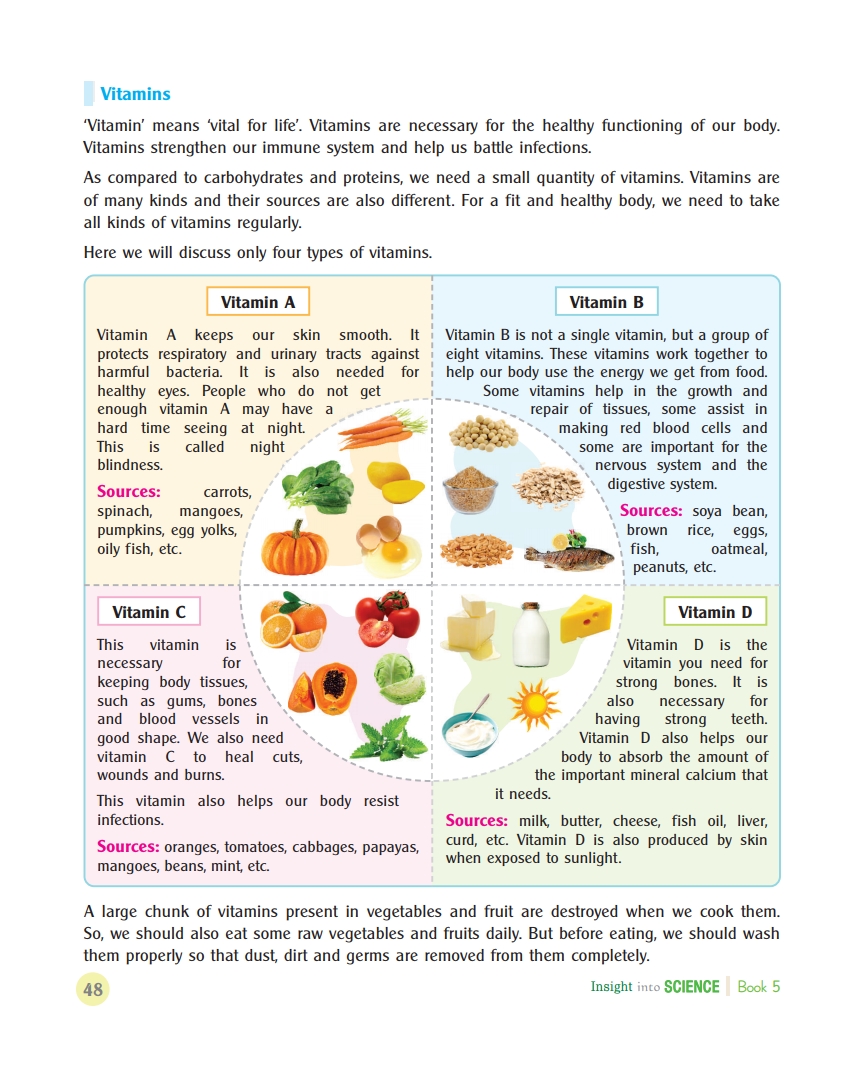 Vitamins
‘Vitamin’ means ‘vital for life’. Vitamins are necessary for the healthy functioning of our body.
Vitamins strengthen our immune system and help us battle infections.
As compared to carbohydrates and proteins, we need a small quantity of vitamins. Vitamins are
of many kinds and their sources are also different. For a fit and healthy body, we need to take
all kinds of vitamins regularly.
Here we will discuss only four types of vitamins.
Vitamin A
Vitamin A keeps our skin smooth. It
protects respiratory and urinary tracts against
harmful bacteria. It is also needed for
healthy eyes. People who do not get
enough vitamin A may have a
hard time seeing at night.
This is called night
blindness.
Sources: carrots,
spinach, mangoes,
pumpkins, egg yolks,
oily fish, etc.
Vitamin B
Vitamin B is not a single vitamin, but a group of
eight vitamins. These vitamins work together to
help our body use the energy we get from food.
Some vitamins help in the growth and
repair of tissues, some assist in
making red blood cells and
some are important for the
nervous system and the
digestive system.
Sources: soya bean,
brown rice, eggs,
fish, oatmeal,
peanuts, etc.
Vitamin C
This vitamin is
necessary for
keeping body tissues,
such as gums, bones
and blood vessels in
good shape. We also need
vitamin C to heal cuts,
wounds and burns.
This vitamin also helps our body resist
infections.
Sources: oranges, tomatoes, cabbages, papayas,
mangoes, beans, mint, etc.
Vitamin D
Vitamin D is the
vitamin you need for
strong bones. It is
also necessary for
having strong teeth.
Vitamin D also helps our
body to absorb the amount of
the important mineral calcium that
it needs.
Sources: milk, butter, cheese, fish oil, liver,
curd, etc. Vitamin D is also produced by skin
when exposed to sunlight.
A large chunk of vitamins present in vegetables and fruit are destroyed when we cook them.
So, we should also eat some raw vegetables and fruits daily. But before eating, we should wash
them properly so that dust, dirt and germs are removed from them completely.
48
Insight into SCIENCE Book 5